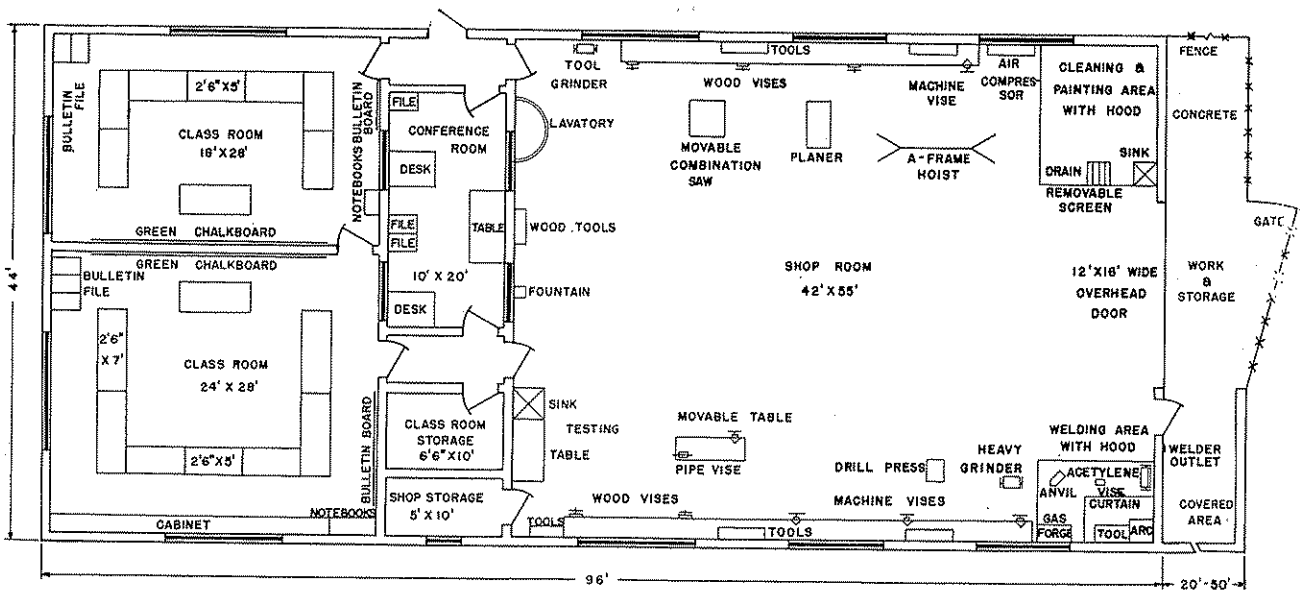 TOOLS
FENCE
TOOL
GRINDER
WOOD VISES
MACHINE
VISE
AIR
COMPRES
SOR
CLEANING &
PAINTING AREA
WITH HOOD
CONCRETE
BULLETIN
FILE
2'6"X5'
CLASS ROOM
18'X28'
NOTEBOOKS BULLETIN
BOARD
FILE
CONFERENCE
ROOM
DESK
LAVATORY
MOVABLE
COMBINATION
SAW
PLANER
A-FRAME
HOIST
SINK
DRAIN
REMOVABLE
SCREEN
GREEN CHALKBOARD
FILE
FILE
TABLE
WOOD TOOLS
GATE
GREEN CHALKBOARD
BULLETIN
FILE
10' X 20'
DESK
FOUNTAIN
SHOP ROOM
42'X55'
12'X16' WIDE
OVERHEAD
DOOR
WORK
&
STORAGE
44'
2'6"
X7'
CLASS ROOM
24'X28'
2'6"X5'
BULLETIN BOARD
CLASS ROOM
STORAGE
6'6"X10'
SINK
TESTING
TABLE
MOVABLE TABLE
PIPE VISE
DRILL PRESS
HEAVY
GRINDER
WELDING AREA
WITH HOOD
ACETYLENE
ANVIL
VISE
CURTAIN
GAS
FORGE
TOOL
ARC
WELDER
OUTLET
COVERED
AREA
SHOP STORAGE
5' X 10'
WOOD VISES
MACHINE VISES
CABINET
NOTEBOOKS
TOOLS
TOOLS
96'
20'-50'